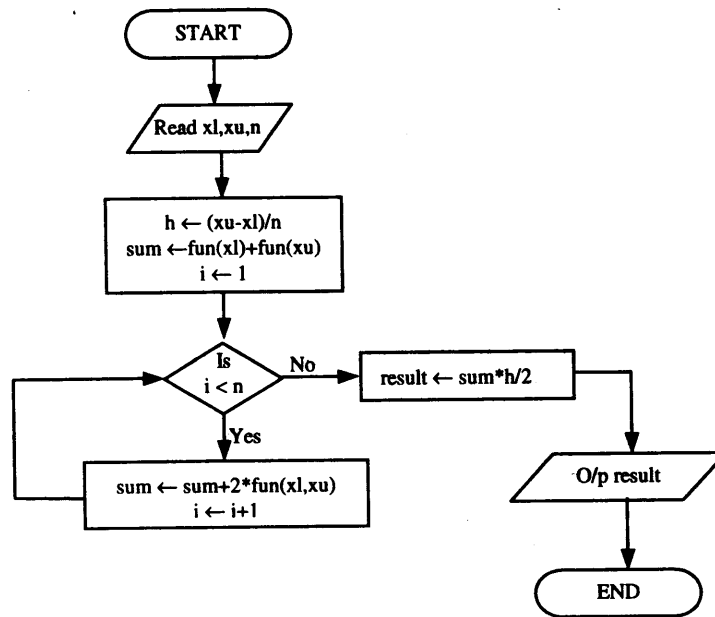 START
Read xl,xu,n
h ← (xu-xl)/n
sum ←fun(xl)+fun(xu)
i ← 1
Is
i < n
No
result ← sum*h/2
Yes
sum ← sum+2*fun(xl,xu)
i ← i+1
O/p result
END